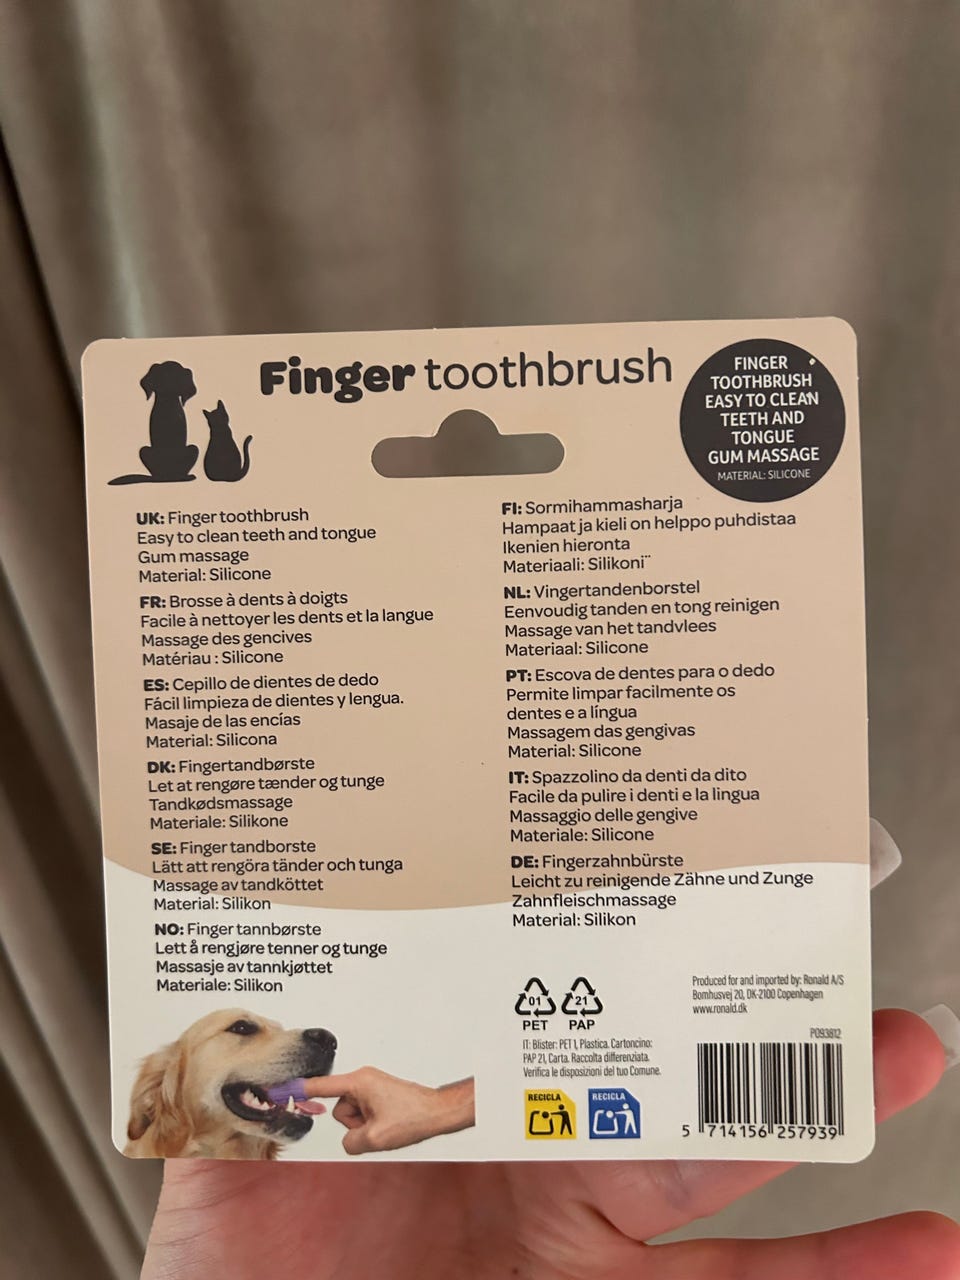 Finger toothbrush
FINGER
TOOTHBRUSH
EASY TO CLEAN
TEETH AND
TONGUE
GUM MASSAGE
MATERIAL: SILICONE
UK: Finger toothbrush
Easy to clean teeth and tongue
Gum massage
Material: Silicone
FR: Brosse à dents à doigts
Facile à nettoyer les dents et la langue
Massage des gencives
Matériau : Silicone
ES: Cepillo de dientes de dedo
Fácil limpieza de dientes y lengua.
Masaje de las encías
Material: Silicona
DK: Fingertandbørste
Let at rengøre tænder og tunge
Tandkødsmassage
Materiale: Silikone
SE: Finger tandborste
Lätt att rengöra tänder och tunga
Massage av tandköttet
Material: Silikon
NO: Finger tannbørste
Lett å rengjøre tenner og tunge
Massasje av tannkjøttet
Materiale: Silikon
FI: Sormihammasharja
Hampaat ja kieli on helppo puhdistaa
Ikenien hieronta
Materiaali: Silikoni¨
NL: Vingertandenborstel
Eenvoudig tanden en tong reinigen
Massage van het tandvlees
Materiaal: Silicone
PT: Escova de dentes para o dedo
Permite limpar facilmente os
dentes e a língua
Massagem das gengivas
Material: Silicone
IT: Spazzolino da denti da dito
Facile da pulire i denti e la lingua
Massaggio delle gengive
Materiale: Silicone
DE: Fingerzahnbürste
Leicht zu reinigende Zähne und Zunge
Zahnfleischmassage
Material: Silikon
01 21
PET PAP
IT: Blister: PET 1, Plastica. Cartoncino:
PAP 21, Carta. Raccolta differenziata.
Verifica le disposizioni del tuo Comune.
RECICLA RECICLA
Produced for and imported by: Ronald A/S
Bomhusvej 20, DK-2100 Copenhagen
www.ronald.dk
P093812
5 714156 257939